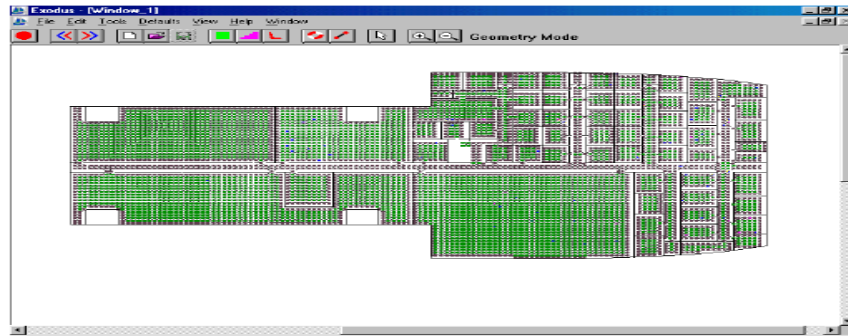 Exodus - [Window_1]
File Edit Tools Defaults View Help Window
Geometry Mode